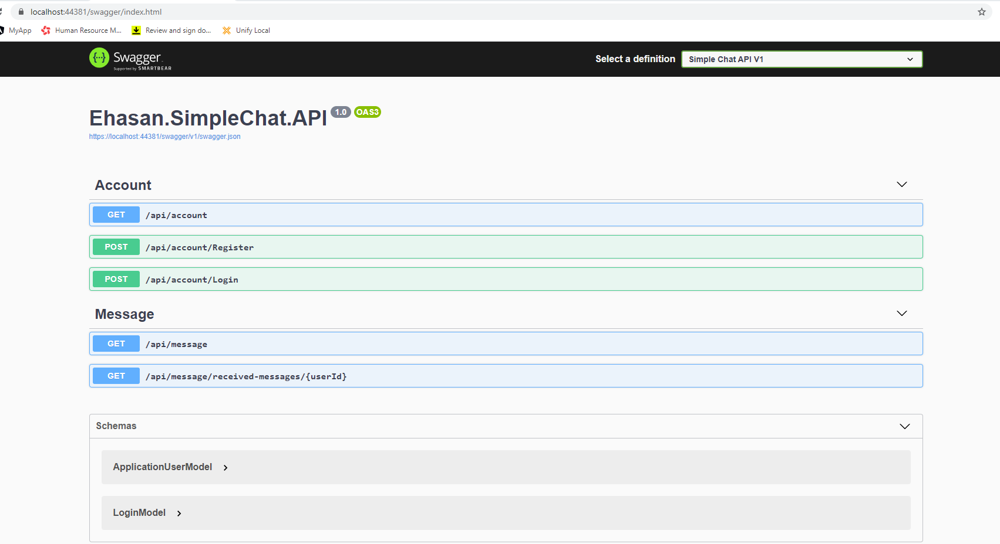 localhost:44381/swagger/index.html
MyApp Human Resource M... Review and sign do... Unify Local
Swagger
Supported by SMARTBEAR
Select a definition Simple Chat API V1
Ehasan.SimpleChat.API 1.0 OAS3
https://localhost:44381/swagger/v1/swagger.json
Account
GET /api/account
POST /api/account/Register
POST /api/account/Login
Message
GET /api/message
GET /api/message/received-messages/{userId}
Schemas
ApplicationUserModel
LoginModel